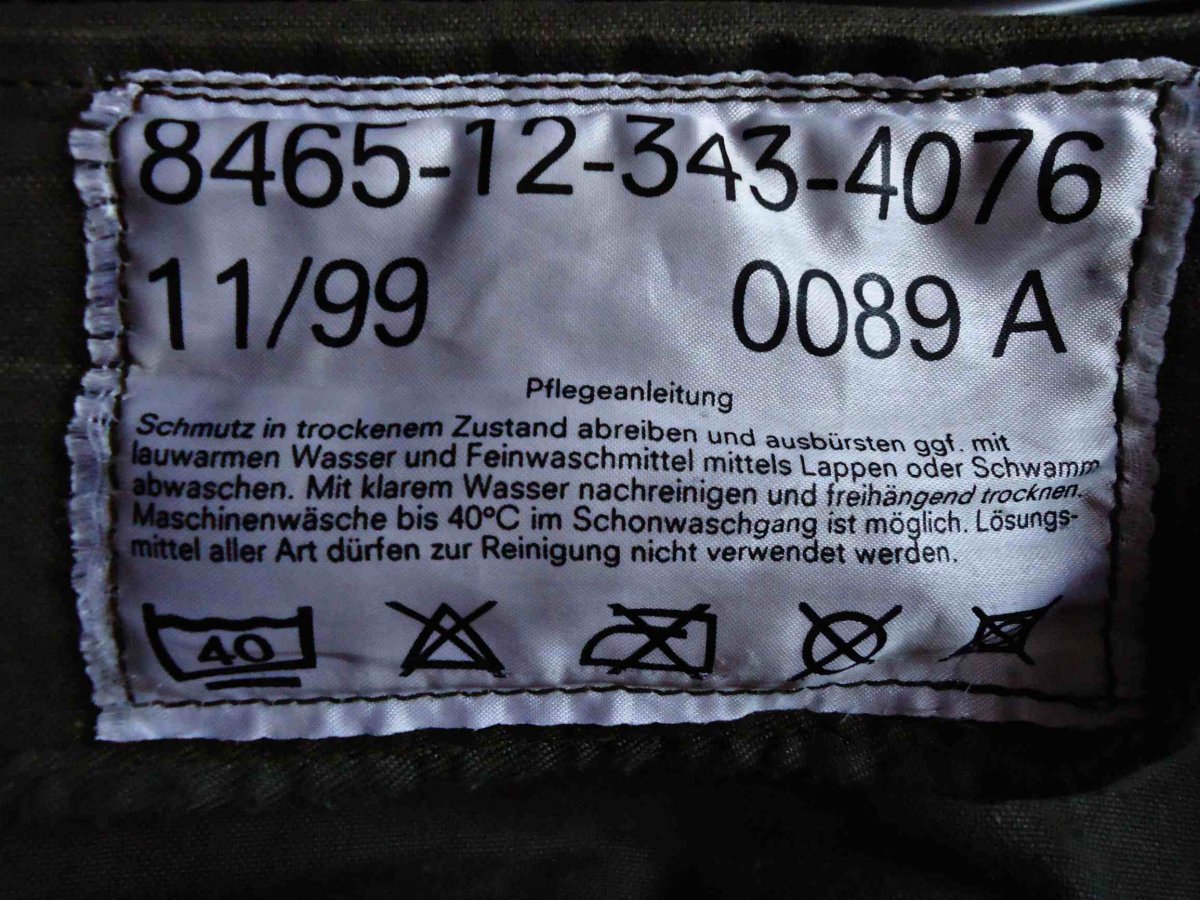 8465-12-343-4076
11/99 0089 A
Pflegeanleitung
Schmutz in trockenem Zustand abreiben und ausbürsten ggf. mit
lauwarmen Wasser und Feinwaschmittel mittels Lappen oder Schwamm
abwaschen. Mit klarem Wasser nachreinigen und freihängend trocknen.
Maschinenwäsche bis 40°C im Schonwaschgang ist möglich. Lösungs-
mittel aller Art dürfen zur Reinigung nicht verwendet werden.
40